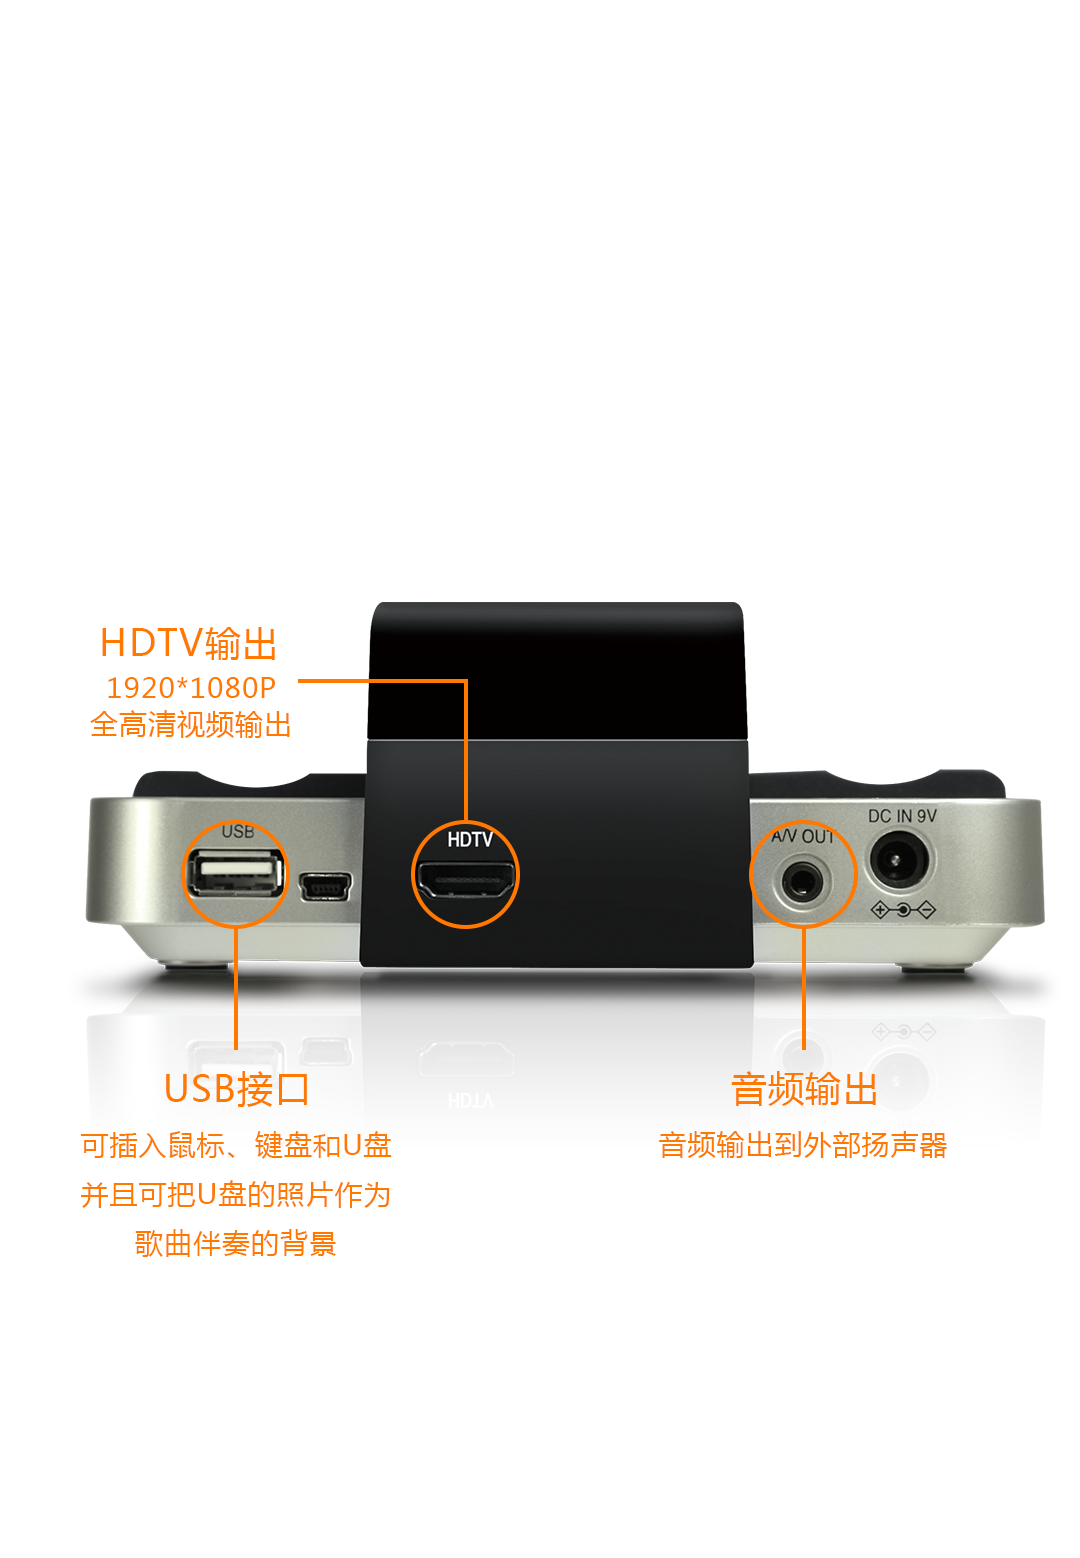 HDTV输出
1920*1080P
全高清视频输出
USB
HDTV
A/V OUT
DC IN 9V
USB接口
可插入鼠标、键盘和U盘
并且可把U盘的照片作为
歌曲伴奏的背景
音频输出
音频输出到外部扬声器